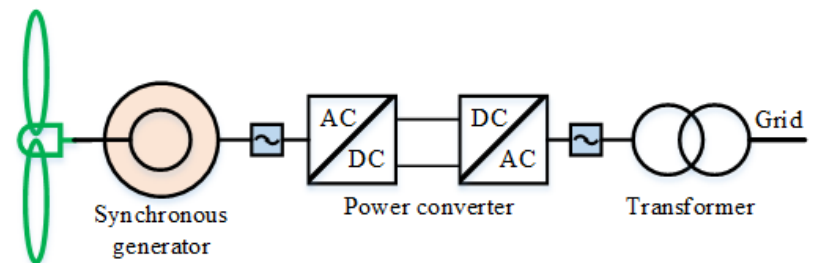 AC
DC
DC
AC
Grid
Synchronous
generator
Power converter
Transformer